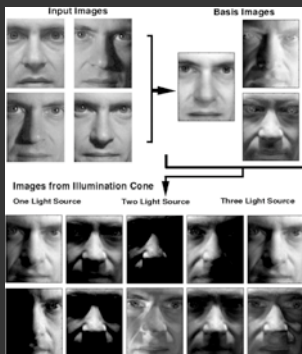 Input Images
Basis Images
Images from Illumination Cone
One Light Source
Two Light Source
Three Light Source